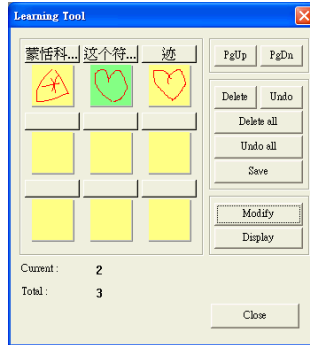 Learning Tool
蒙恬科... 这个符... 迹
PgUp PgDn
Delete Undo
Delete all
Undo all
Save
Modify
Display
Current : 2
Total : 3
Close